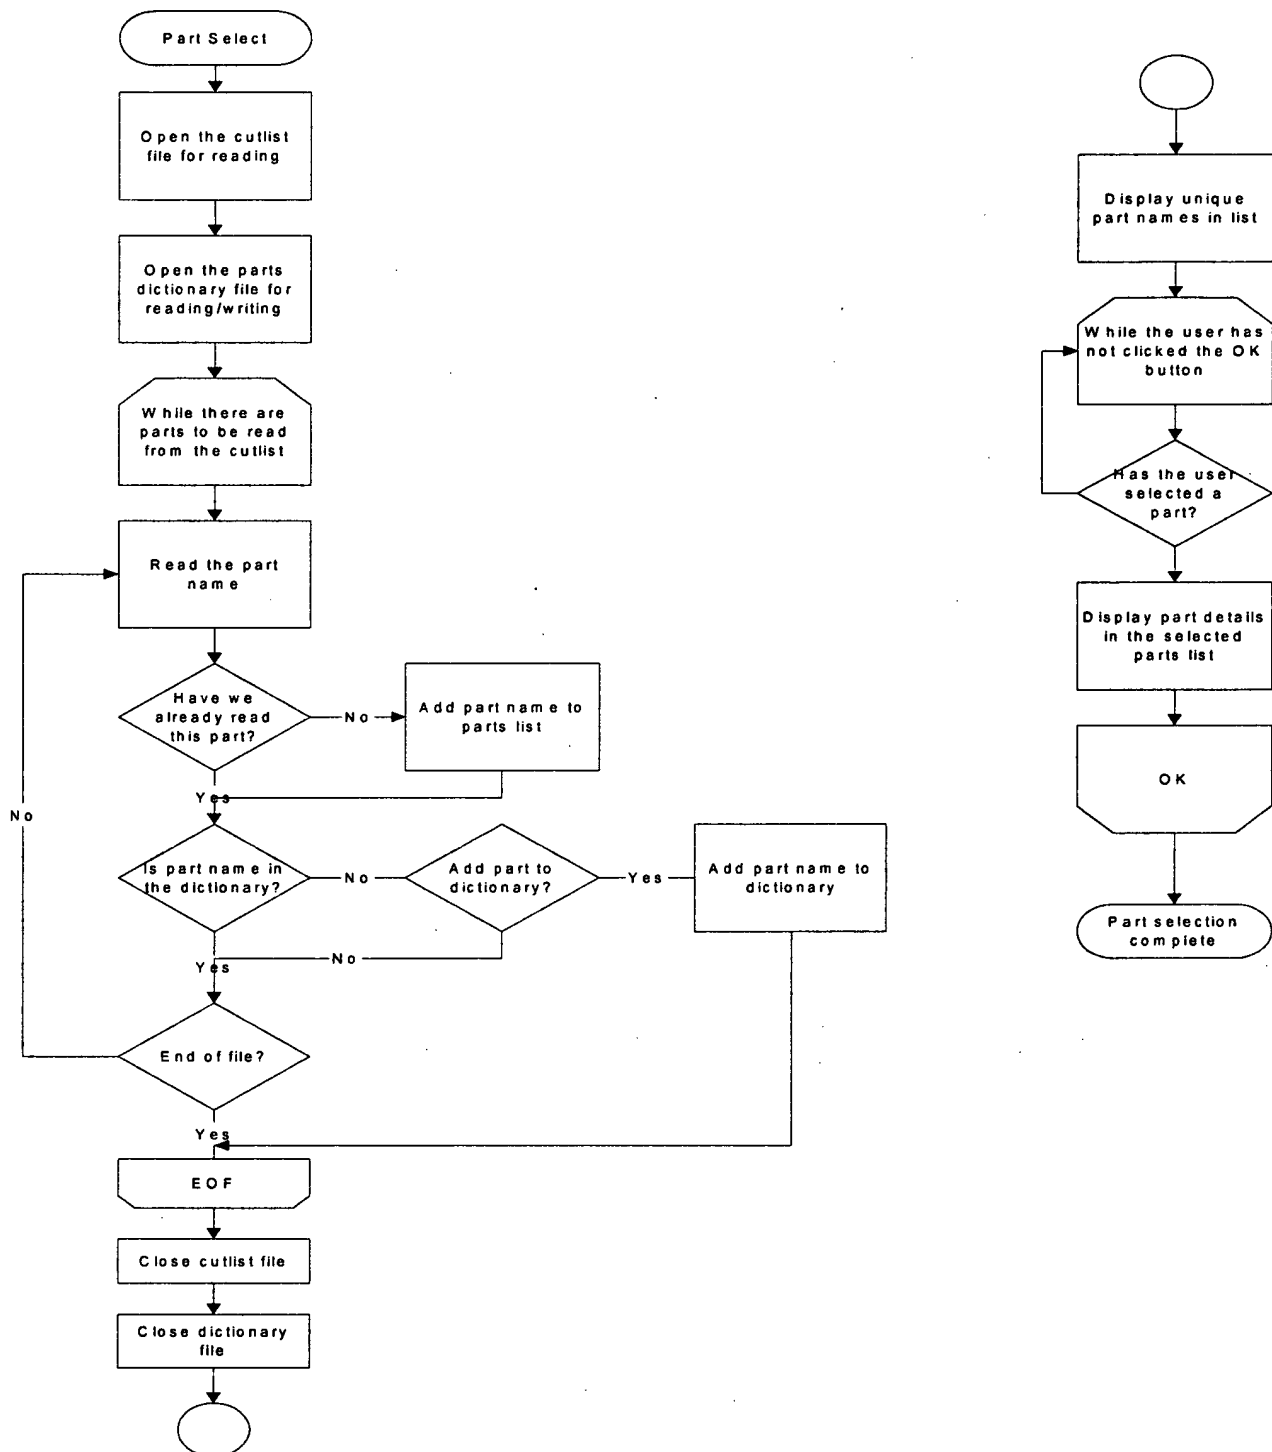 Part Select
Open the cutlist
file for reading
Open the parts
dictionary file for
reading/writing
While there are
parts to be read
from the cutlist
Read the part
name
Have we
already read
this part?
No
Add part name to
parts list
Yes
No
Is part name in
the dictionary?
No
Add part to
dictionary?
Yes
Add part name to
dictionary
Yes
No
End of file?
Yes
EOF
Close cutlist file
Close dictionary
file
Display unique
part names in list
While the user has
not clicked the OK
button
Has the user
selected a
part?
Display part details
in the selected
parts list
OK
Part selection
complete